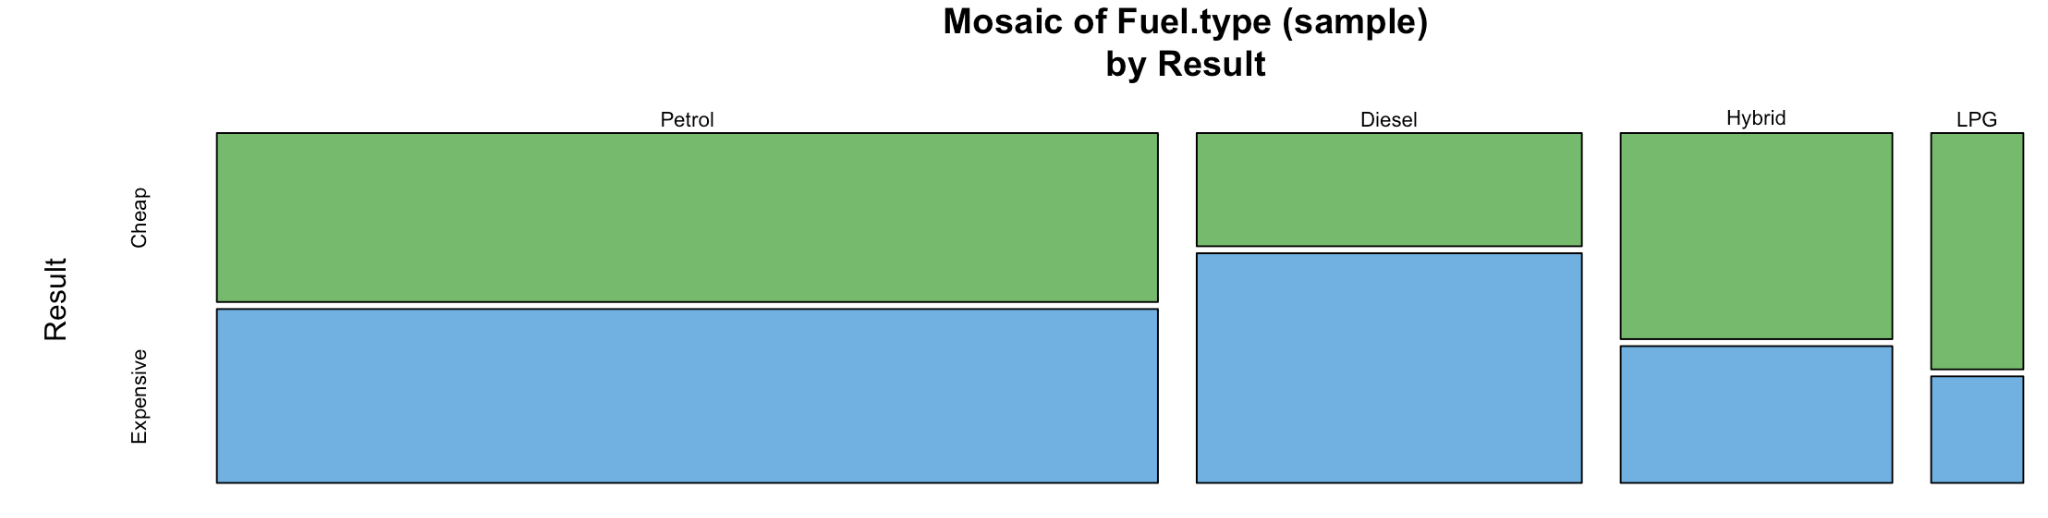 Mosaic of Fuel.type (sample)
by Result
Petrol
Diesel
Hybrid
LPG
Result
Cheap
Expensive